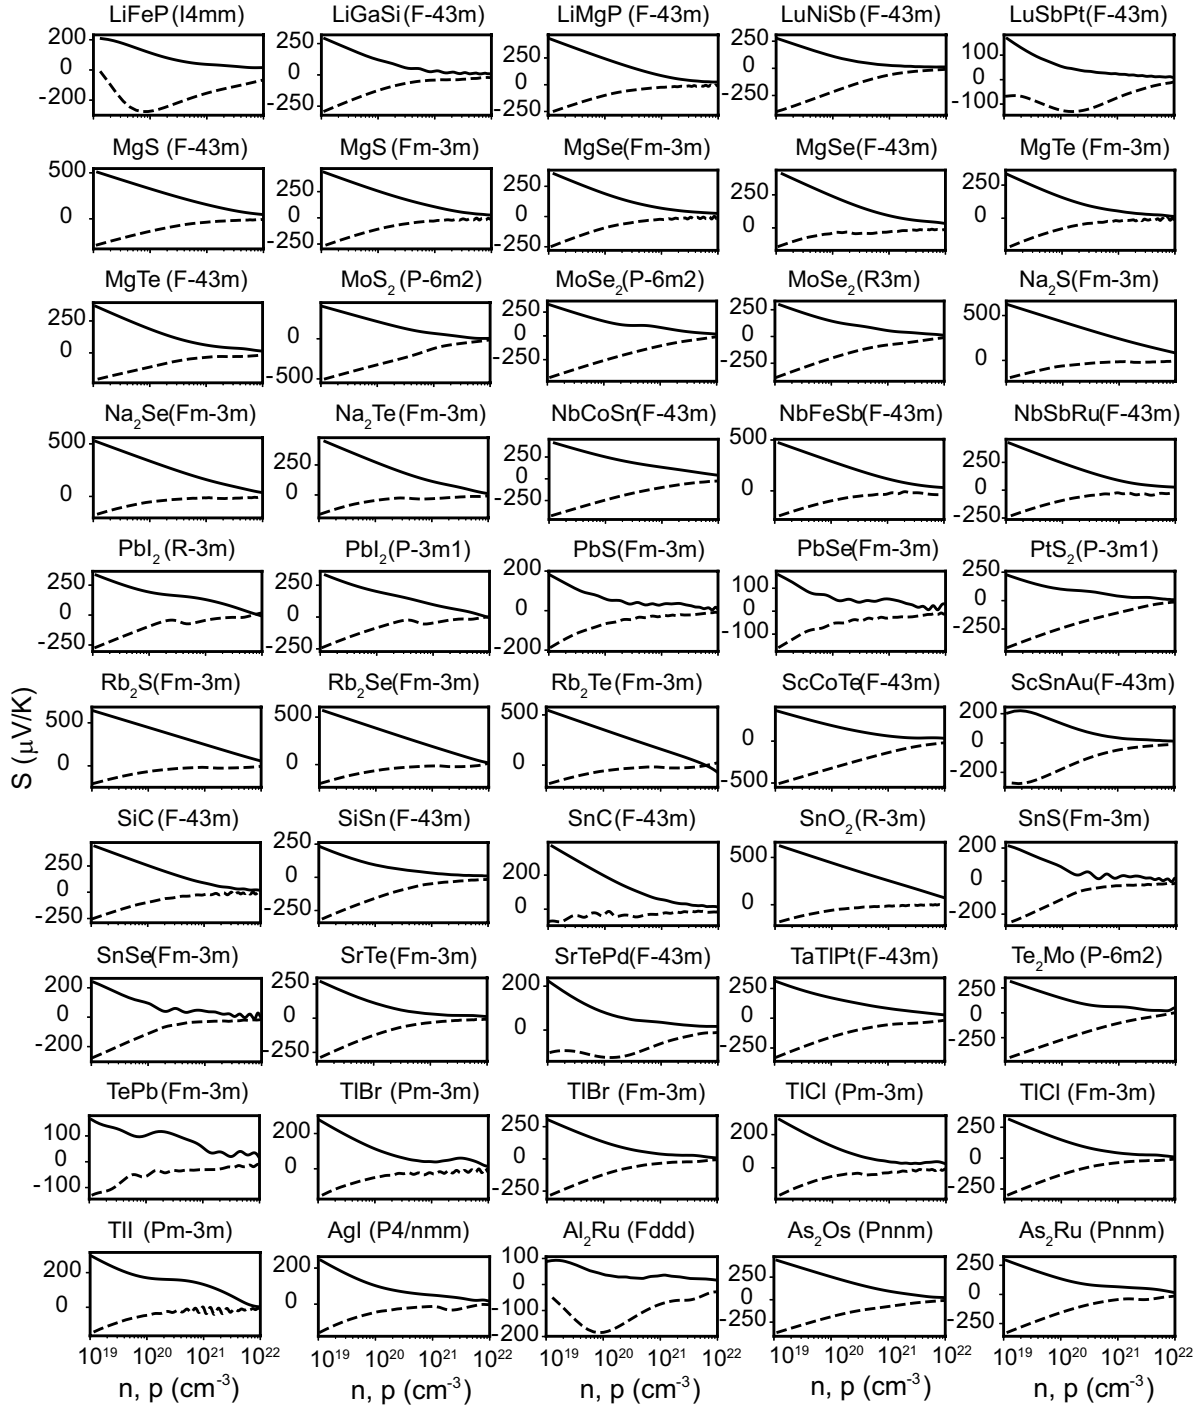 LiFeP (I4mm) LiGaSi (F-43m) LiMgP (F-43m) LuNiSb(F-43m) LuSbPt(F-43m)
200 250 250 250 100
0 0 0 0 0
-200 -250 -250 -250 -100
MgS (F-43m) MgS (Fm-3m) MgSe(Fm-3m) MgSe(F-43m) MgTe (Fm-3m)
500 250 250 250 250
0 0 0 0 0
-250 -250
MgTe (F-43m) MoS2 (P-6m2) MoSe2(P-6m2) MoSe2(R3m) Na2S(Fm-3m)
250 0 250 250 500
0 -500 0 0 0
-250 -250
Na2Se(Fm-3m) Na2Te(Fm-3m) NbCoSn(F-43m) NbFeSb(F-43m) NbSbRu(F-43m)
500 250 250 500 250
0 0 0 0 0
-250 -250
PbI2 (R-3m) PbI2(P-3m1) PbS(Fm-3m) PbSe(Fm-3m) PtS2(P-3m1)
250 250 200 100 250
0 0 0 0 0
-250 -250 -200 -100 -250
S (μV/K)
Rb2S(Fm-3m) Rb2Se(Fm-3m) Rb2Te(Fm-3m) ScCoTe(F-43m) ScSnAu(F-43m)
500 500 500 0 200
0 0 0 -500 0
-200
SiC (F-43m) SiSn(F-43m) SnC(F-43m) SnO2(R-3m) SnS(Fm-3m)
250 250 200 500 200
0 0 0 0 0
-250 -250 -200
SnSe(Fm-3m) SrTe(Fm-3m) SrTePd(F-43m) TaTlPt(F-43m) Te2Mo (P-6m2)
200 250 200 250 250
0 0 0 0 0
-200 -250 -250 -250
TePb(Fm-3m) TlBr (Pm-3m) TlBr (Fm-3m) TlCl (Pm-3m) TlCl (Fm-3m)
100 200 250 200 250
0 0 0 0 0
-100 -250 -250
TlI (Pm-3m) AgI (P4/nmm) Al2Ru (Fddd) As2Os (Pnnm) As2Ru (Pnnm)
200 250 100 250 250
0 0 0 0 0
-100 -250 -250
-200
10^19 10^20 10^21 10^22 10^19 10^20 10^21 10^22 10^19 10^20 10^21 10^22 10^19 10^20 10^21 10^22 10^19 10^20 10^21 10^22
n, p (cm-3) n, p (cm-3) n, p (cm-3) n, p (cm-3) n, p (cm-3)